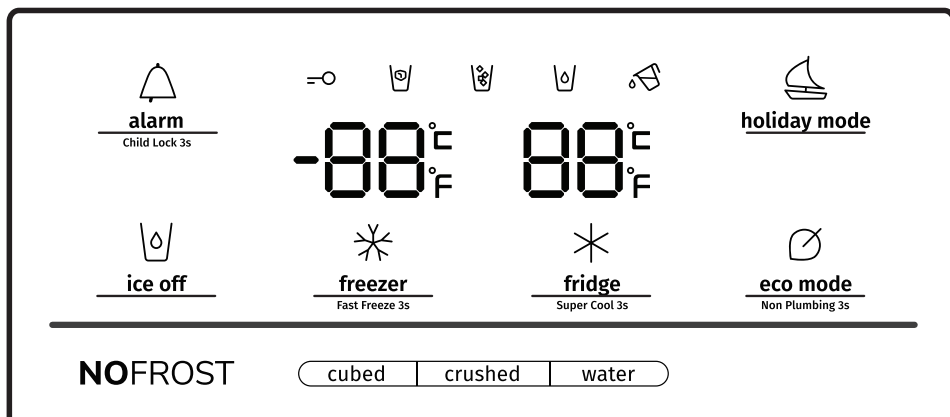 alarm
Child Lock 3s
holiday mode
-88 °C °F 88 °C °F
ice off
freezer
Fast Freeze 3s
fridge
Super Cool 3s
eco mode
Non Plumbing 3s
NOFROST
cubed crushed water